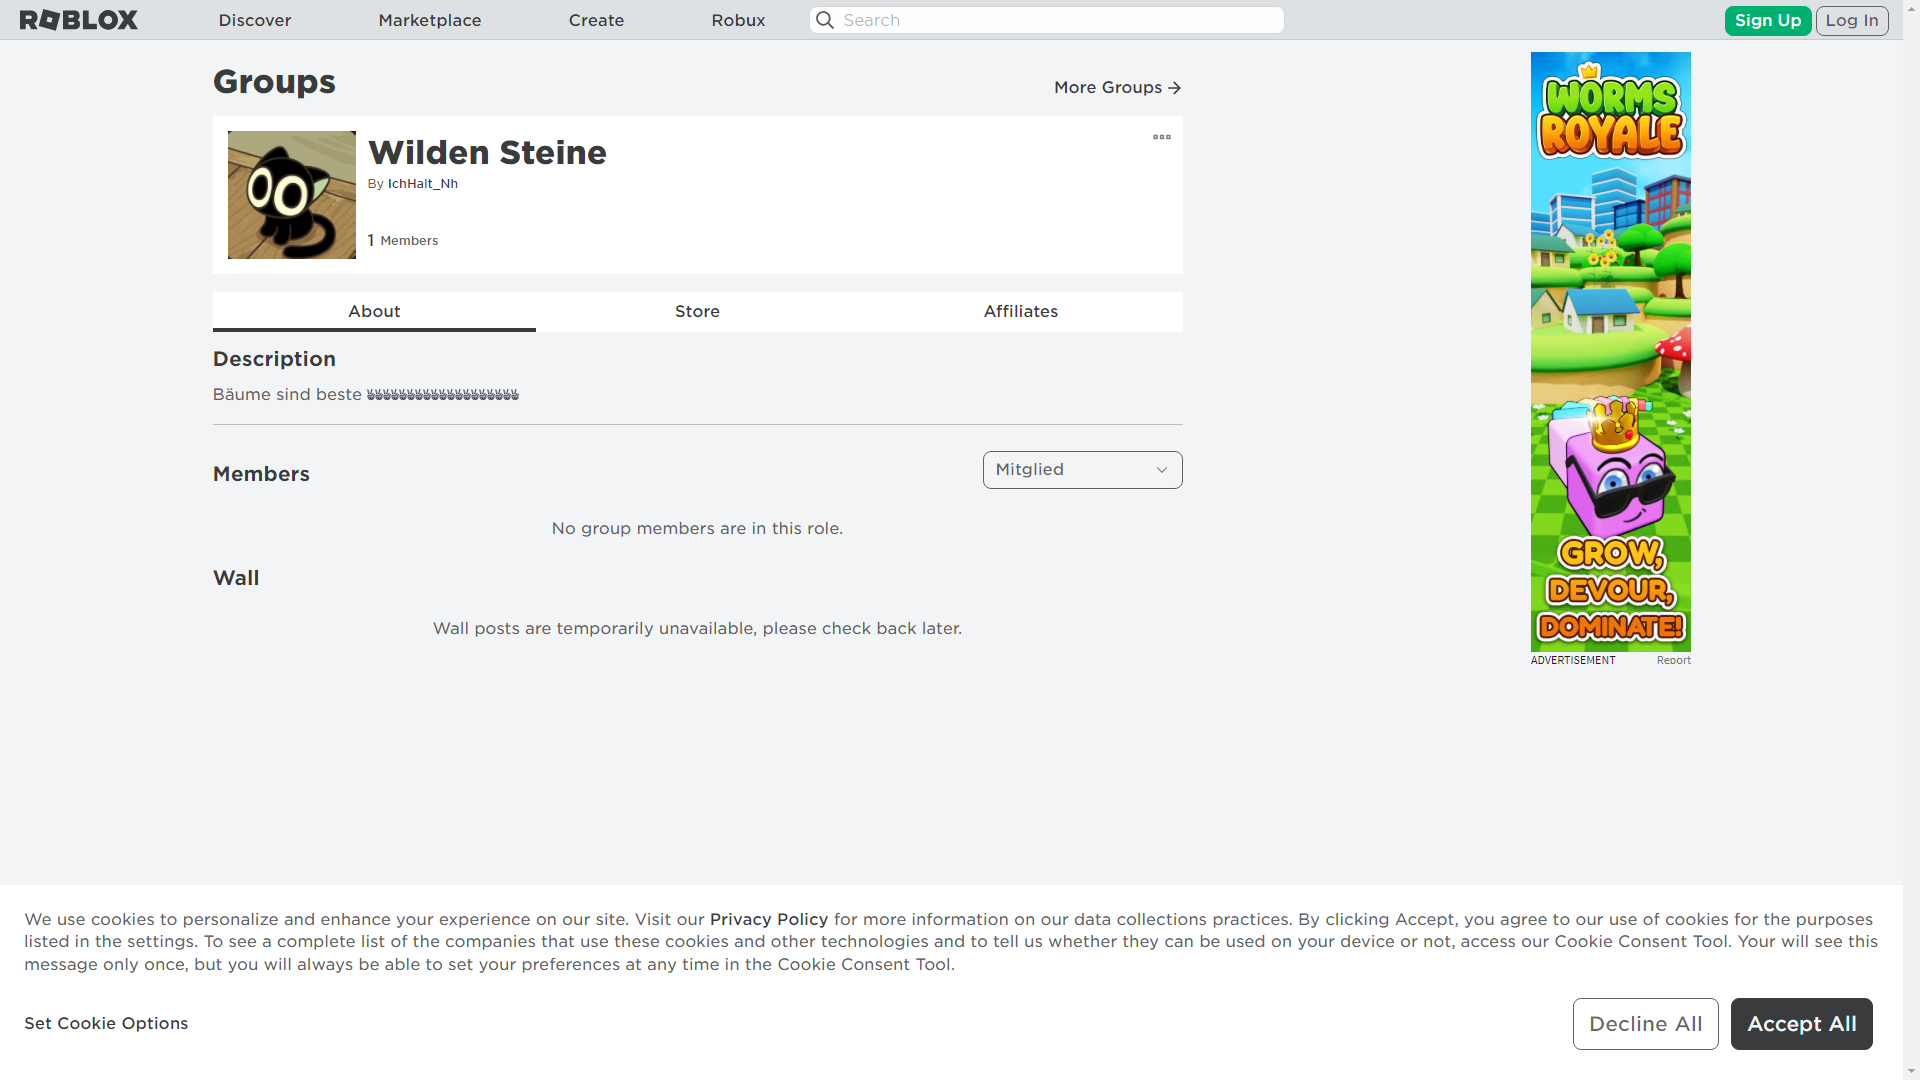 ROBLOX Discover Marketplace Create Robux Search Sign Up Log In
Groups
More Groups
Wilden Steine
By IchHalt_Nh
1 Members
About Store Affiliates
Description
Bäume sind beste
Members
Mitglied
No group members are in this role.
Wall
Wall posts are temporarily unavailable, please check back later.
WORMS
ROYALE
GROW,
DEVOUR,
DOMINATE!
ADVERTISEMENT Report
We use cookies to personalize and enhance your experience on our site. Visit our Privacy Policy for more information on our data collections practices. By clicking Accept, you agree to our use of cookies for the purposes
listed in the settings. To see a complete list of the companies that use these cookies and other technologies and to tell us whether they can be used on your device or not, access our Cookie Consent Tool. Your will see this
message only once, but you will always be able to set your preferences at any time in the Cookie Consent Tool.
Set Cookie Options
Decline All
Accept All